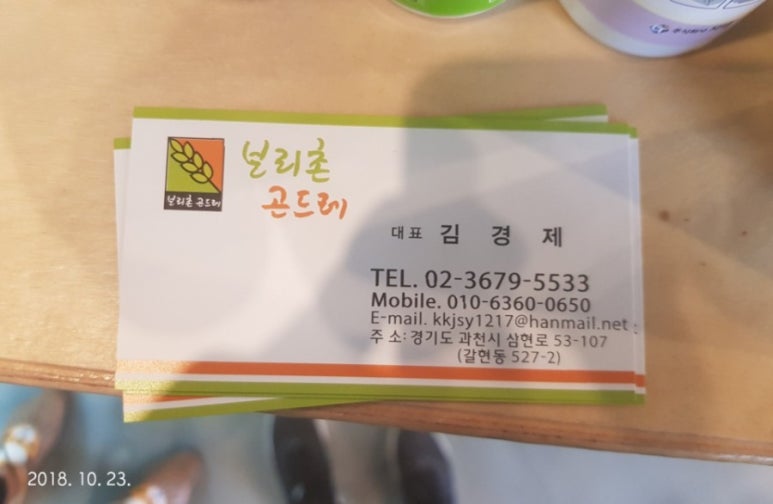 보리촌
곤드레
보리촌 곤드레
대표 김 경 제
TEL. 02-3679-5533
Mobile. 010-6360-0650
E-mail. kkjsy1217@hanmail.net
주 소: 경기도 과천시 삼현로 53-107
(갈현동 527-2)
2018. 10. 23.